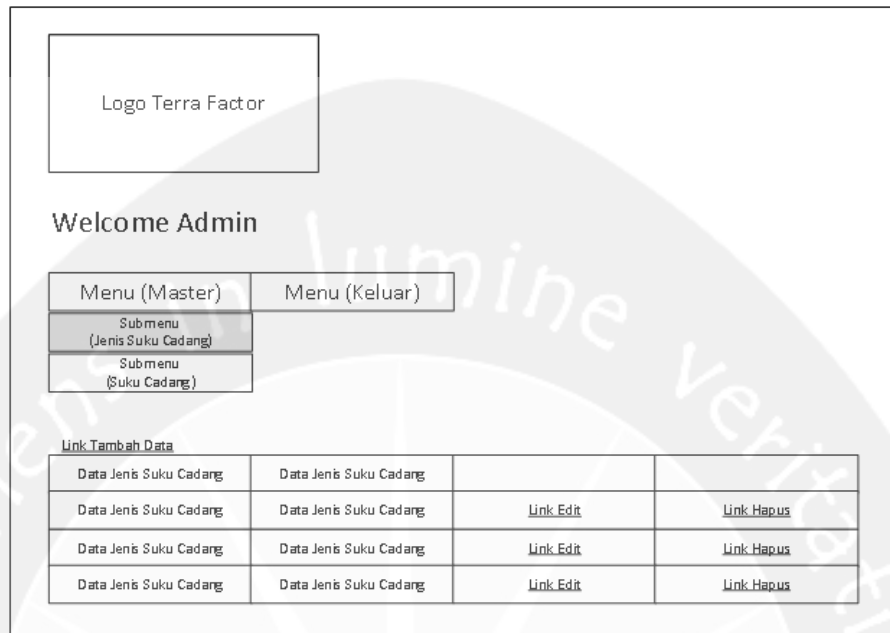 Logo Terra Factor
Welcome Admin
Menu (Master) Menu (Keluar)
Submenu
(Jenis Suku Cadang)
Submenu
(Suku Cadang)
Link Tambah Data
Data Jenis Suku Cadang Data Jenis Suku Cadang
Data Jenis Suku Cadang Data Jenis Suku Cadang Link Edit Link Hapus
Data Jenis Suku Cadang Data Jenis Suku Cadang Link Edit Link Hapus
Data Jenis Suku Cadang Data Jenis Suku Cadang Link Edit Link Hapus
in lumine veritat